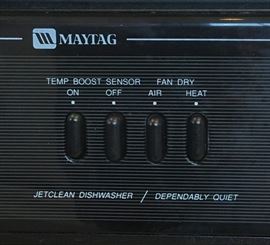 MAYTAG
TEMP BOOST SENSOR FAN DRY
ON OFF AIR HEAT
JETCLEAN DISHWASHER / DEPENDABLY QUIET